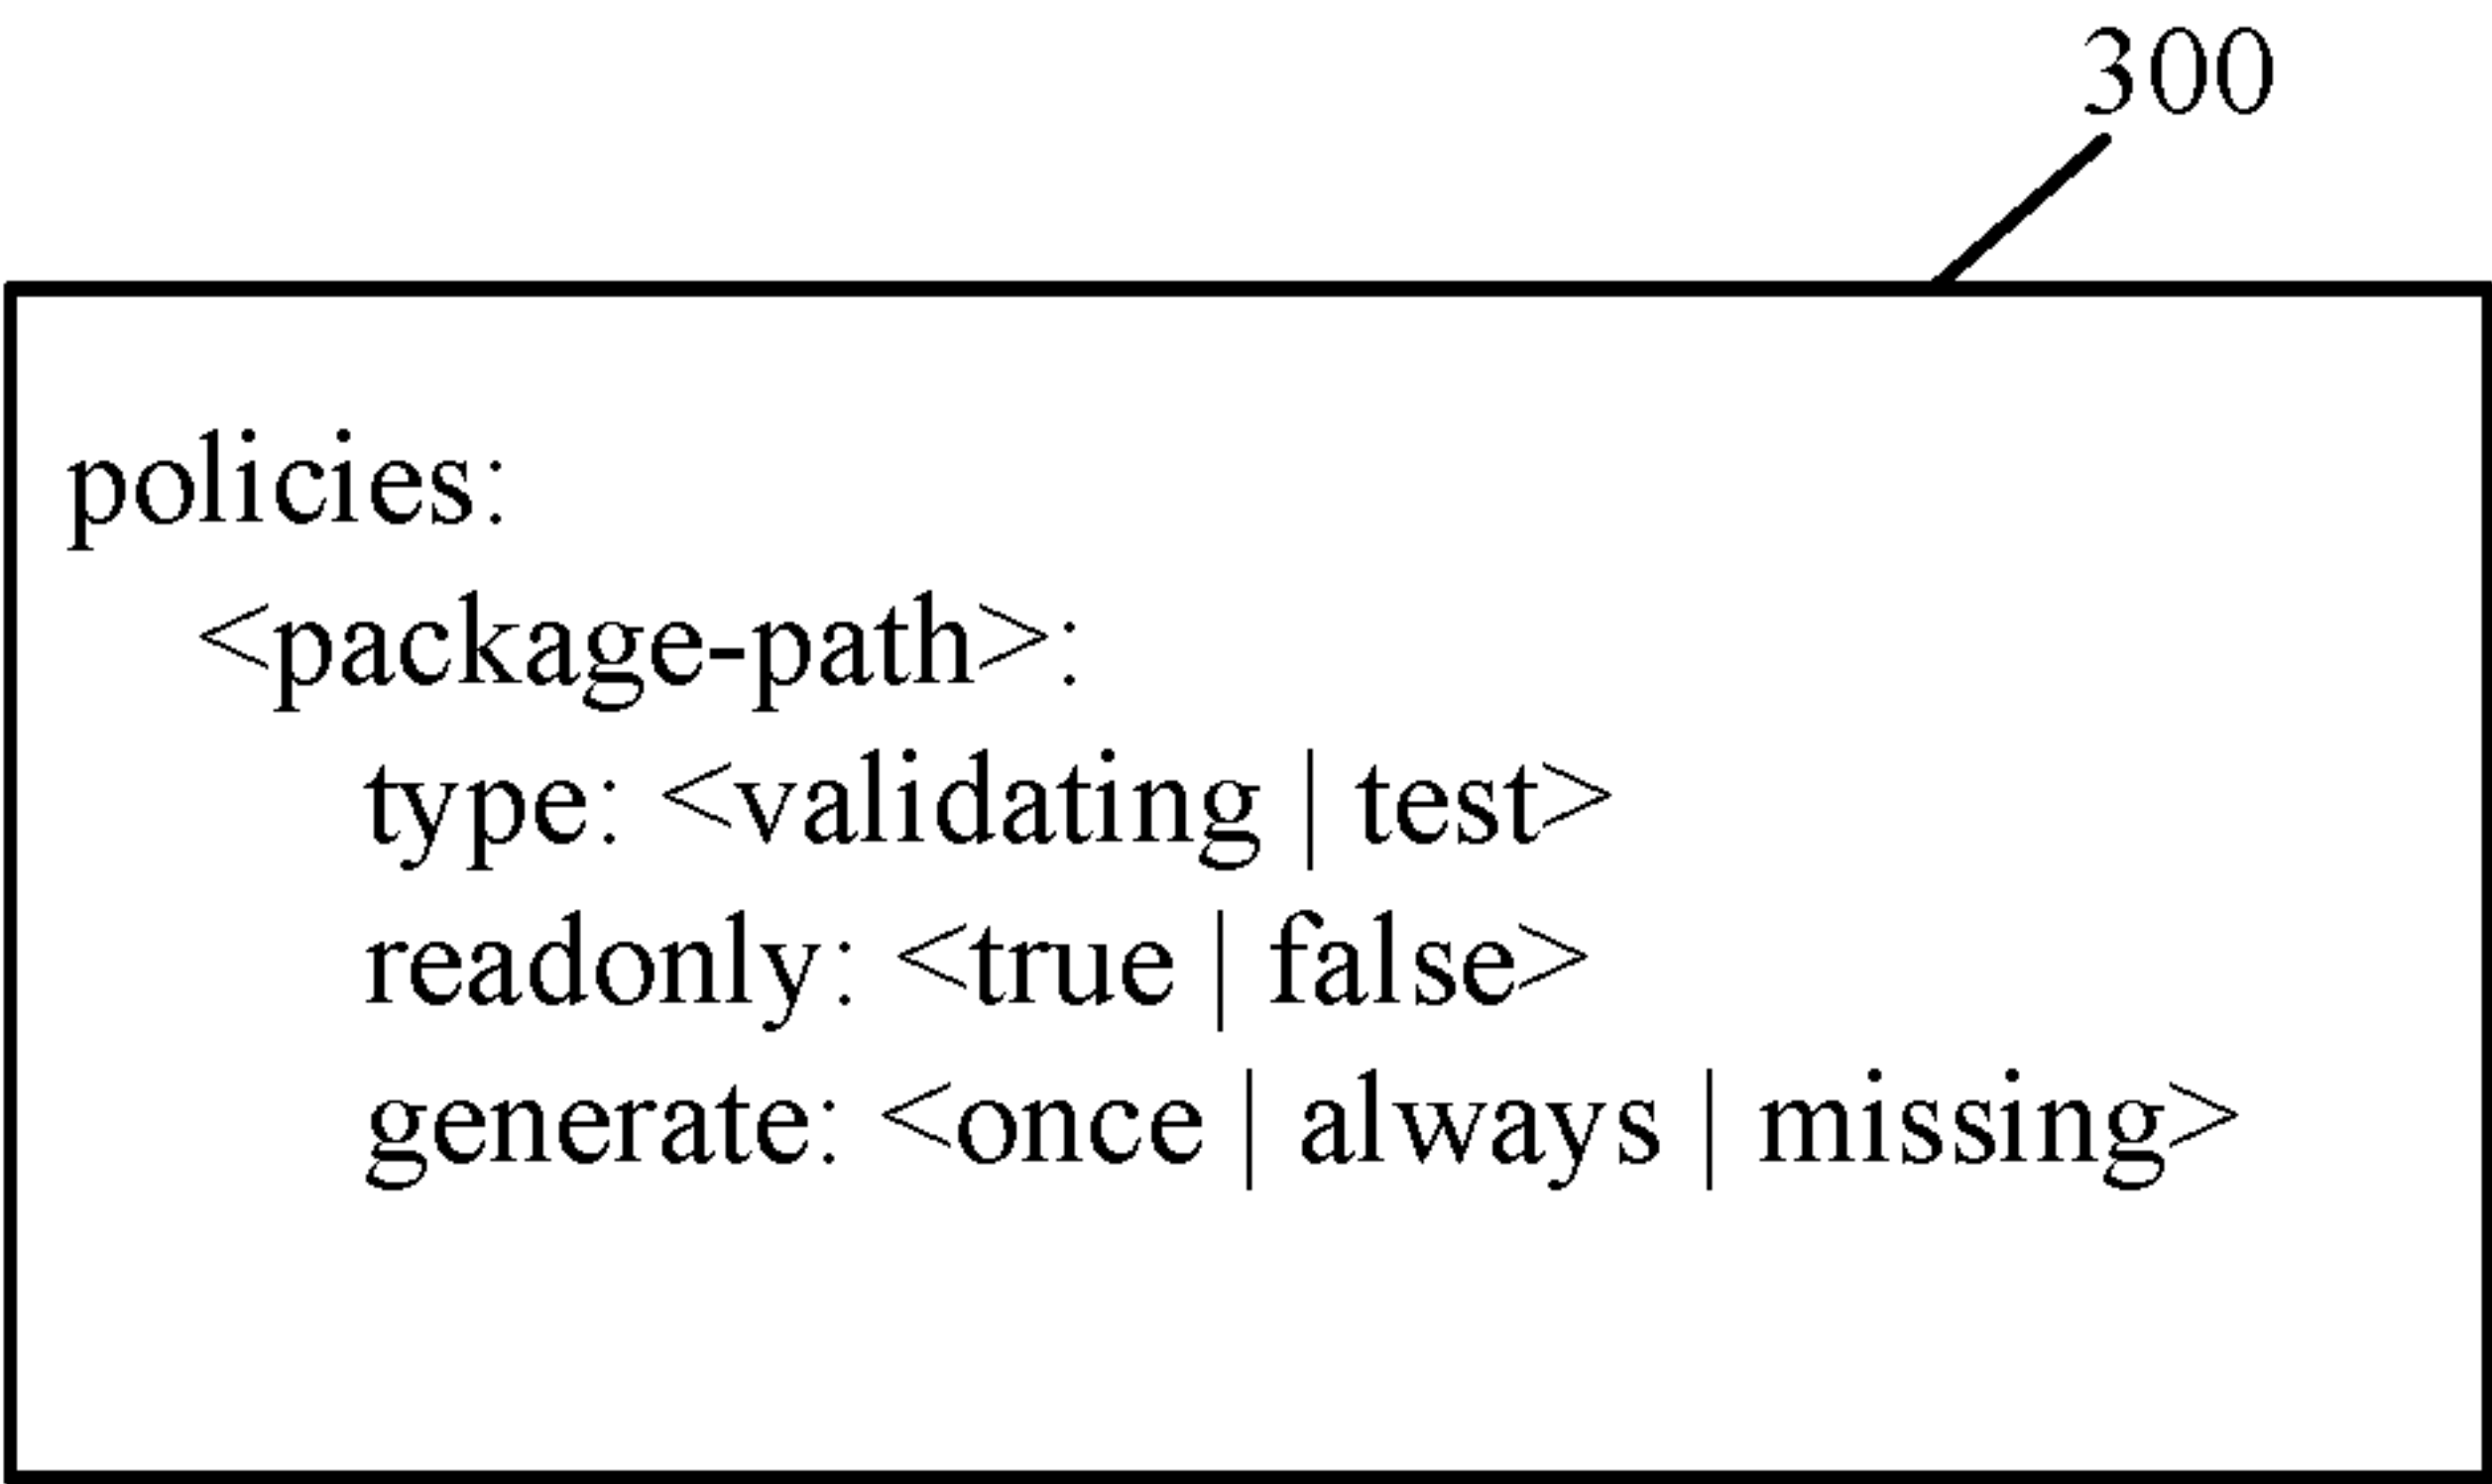 300
policies:
<package-path>:
type: <validating | test>
readonly: <true | false>
generate: <once | always | missing>